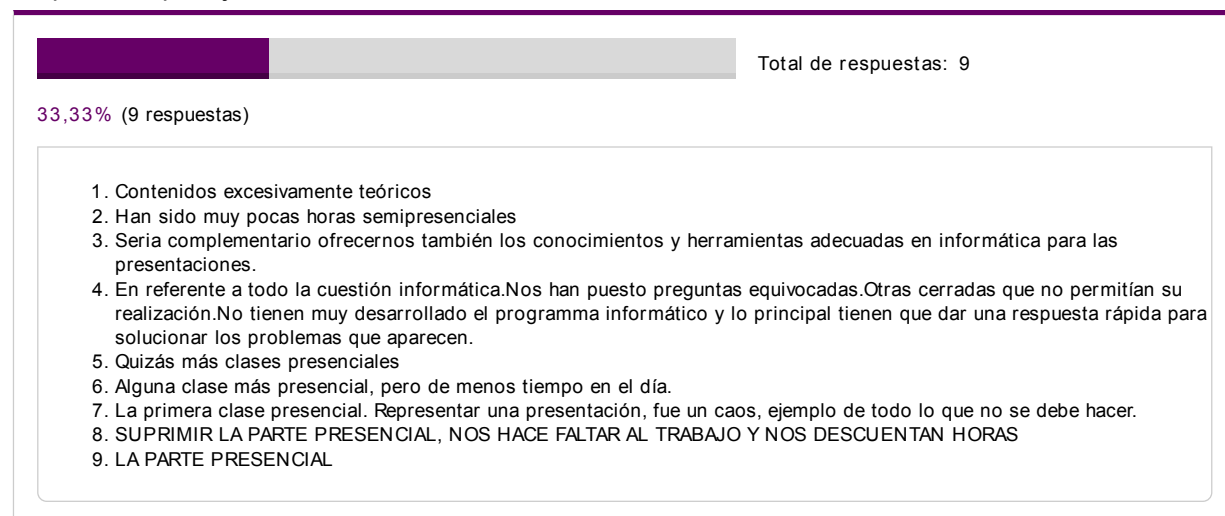 Total de respuestas: 9
33,33% (9 respuestas)
1. Contenidos excesivamente teóricos
2. Han sido muy pocas horas semipresenciales
3. Seria complementario ofrecernos también los conocimientos y herramientas adecuadas en informática para las
presentaciones.
4. En referente a todo la cuestión informática.Nos han puesto preguntas equivocadas.Otras cerradas que no permitían su
realización.No tienen muy desarrollado el programma informático y lo principal tienen que dar una respuesta rápida para
solucionar los problemas que aparecen.
5. Quizás más clases presenciales
6. Alguna clase más presencial, pero de menos tiempo en el día.
7. La primera clase presencial. Representar una presentación, fue un caos, ejemplo de todo lo que no se debe hacer.
8. SUPRIMIR LA PARTE PRESENCIAL, NOS HACE FALTAR AL TRABAJO Y NOS DESCUENTAN HORAS
9. LA PARTE PRESENCIAL